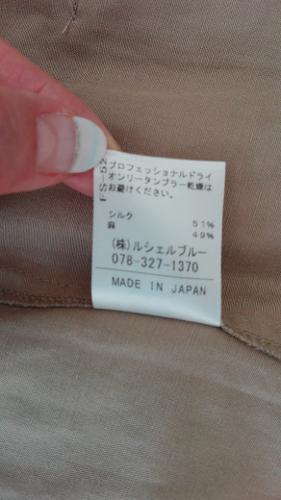 プロフェッショナルドライ
オンリータンブラー乾燥は
お避けください。
シルク 51%
麻 49%
(株)ルシェルブルー
078-327-1370
MADE IN JAPAN